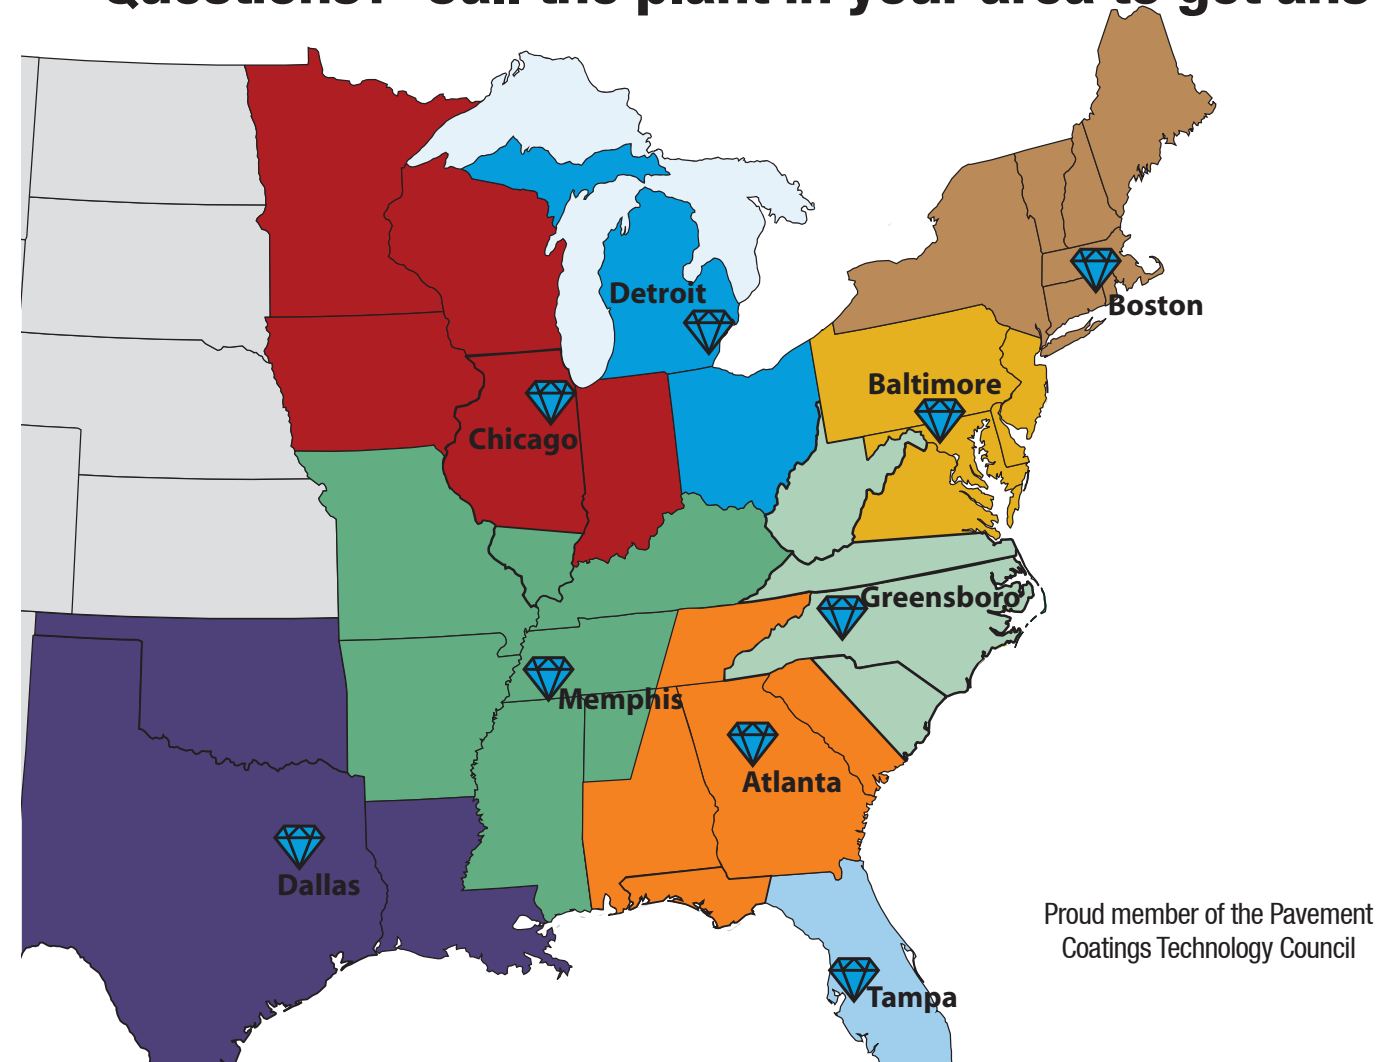 Boston
Detroit
Baltimore
Chicago
Greensboro
Memphis
Atlanta
Dallas
Proud member of the Pavement
Coatings Technology Council
Tampa